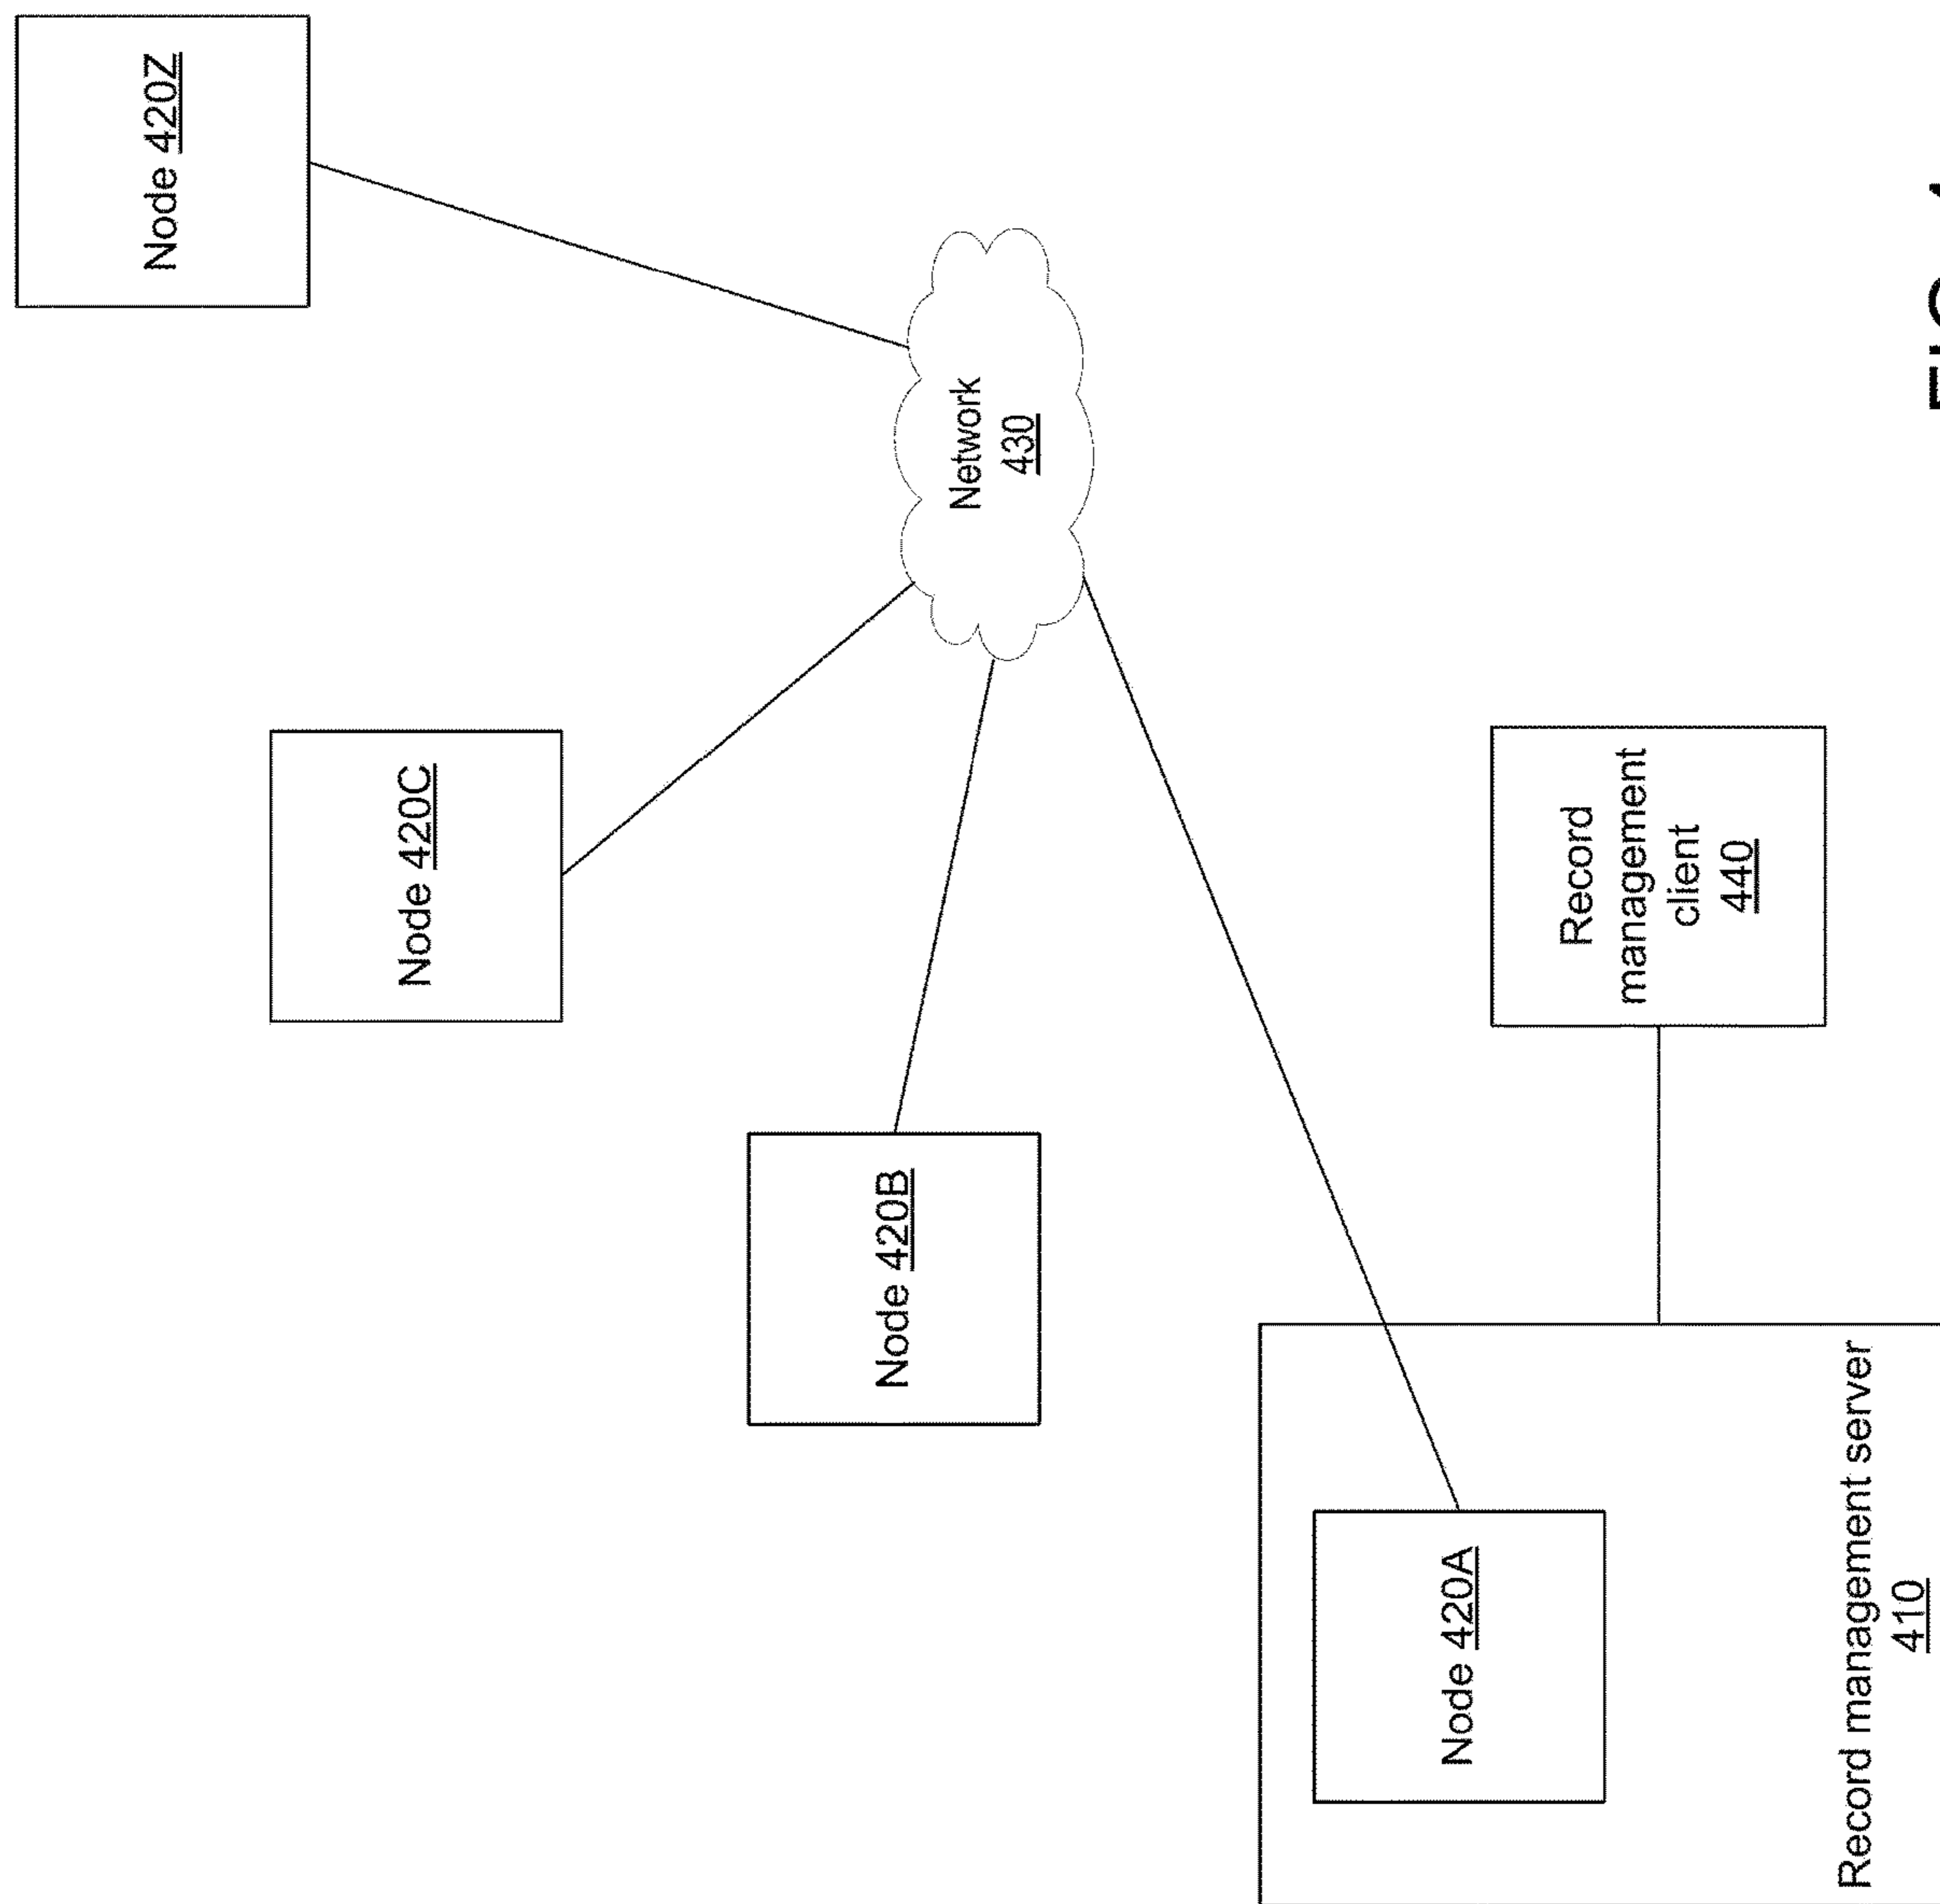 Node 420Z
Node 420C
Node 420B
Network
430
Node 420A
Record
management
client
440
Record management server
410